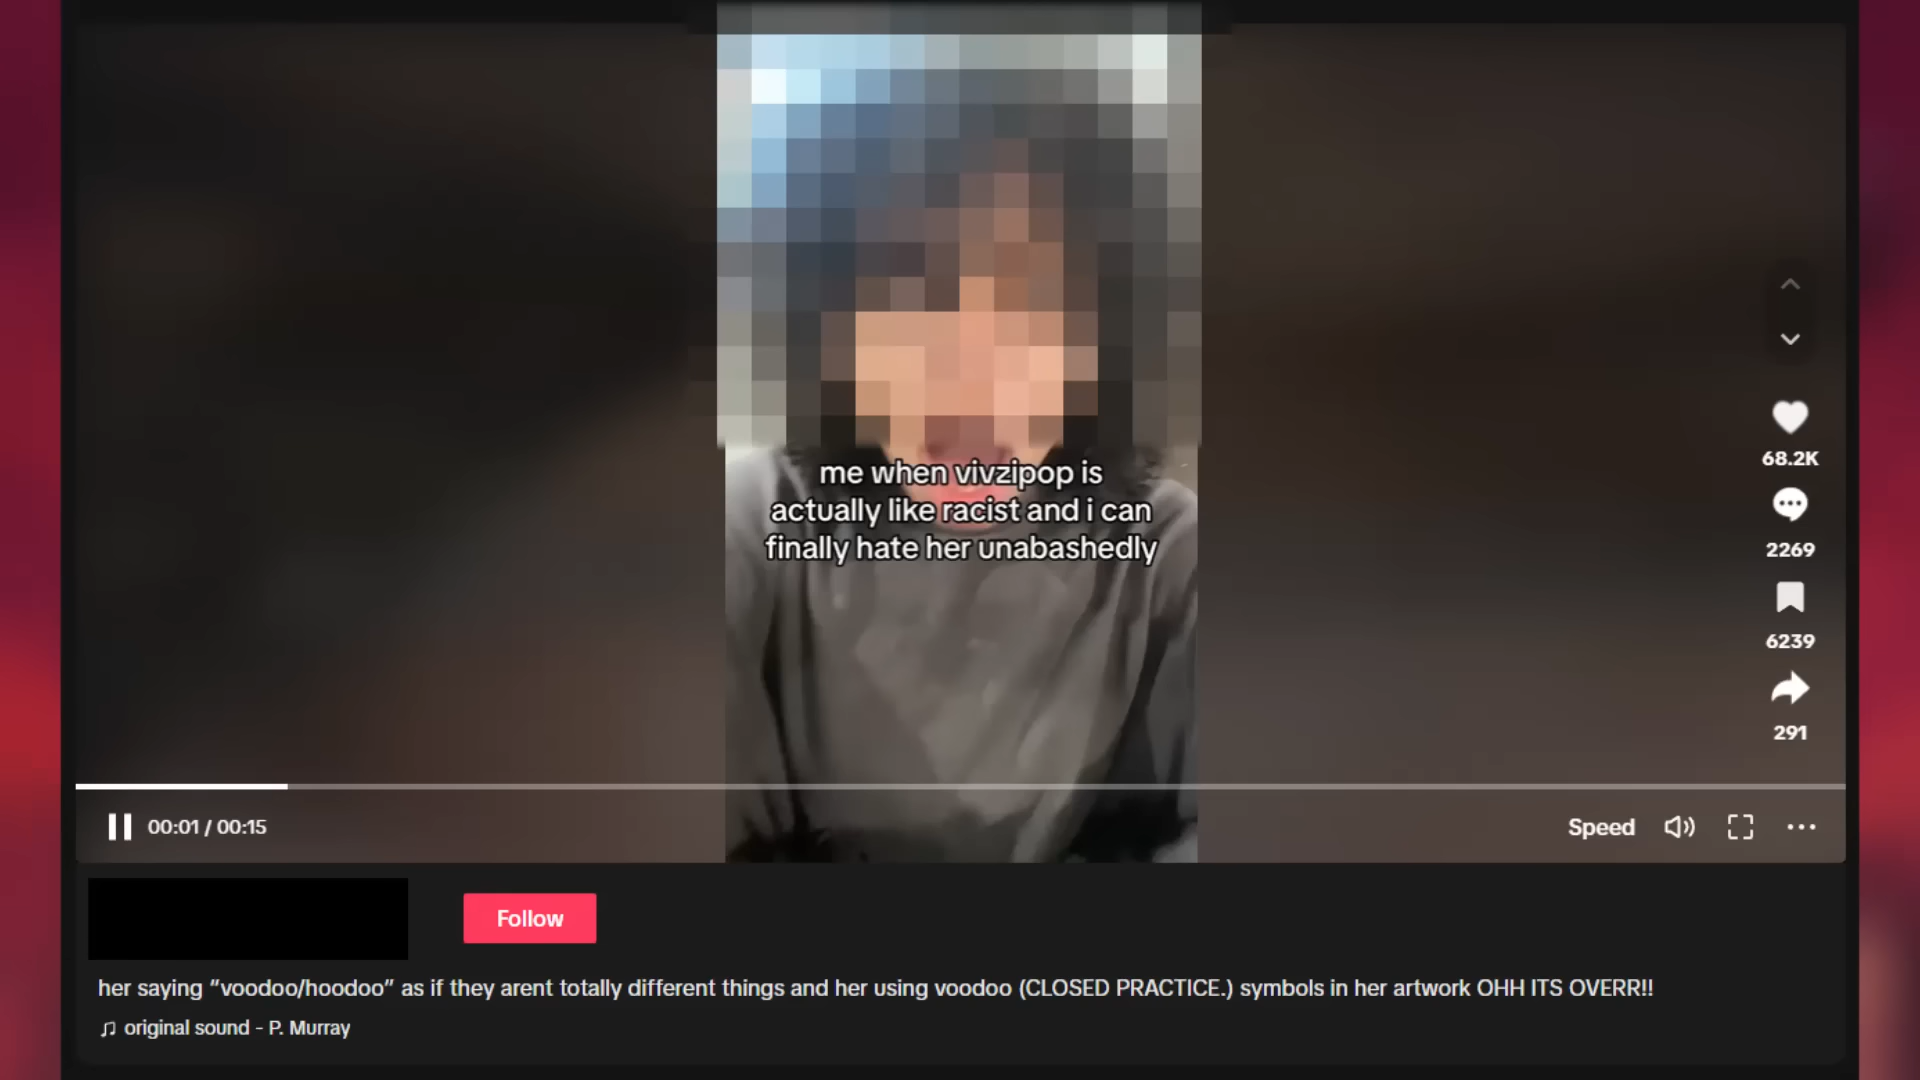 me when vivzipop is
actually like racist and i can
finally hate her unabashedly
68.2K
2269
6239
291
00:01 / 00:15
Speed
Follow
her saying “voodoo/hoodoo” as if they arent totally different things and her using voodoo (CLOSED PRACTICE.) symbols in her artwork OHH ITS OVERR!!
original sound - P. Murray